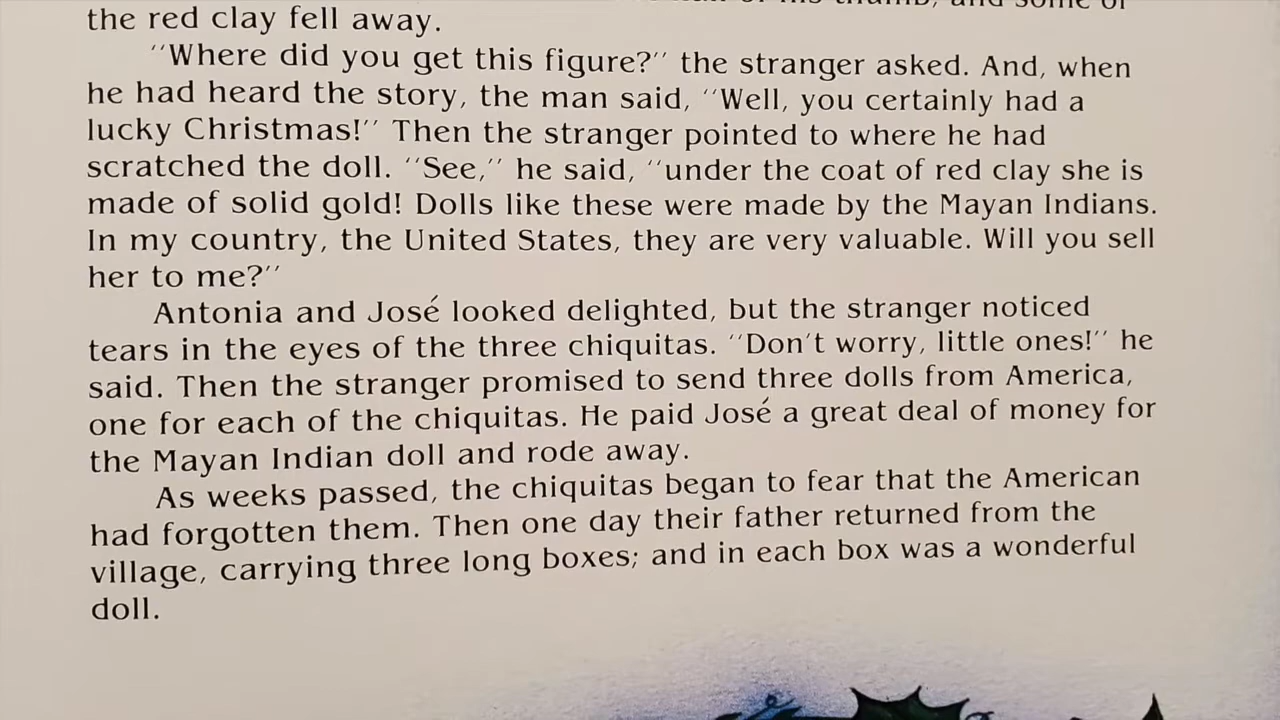 the red clay fell away.
"Where did you get this figure?" the stranger asked. And, when
he had heard the story, the man said, "Well, you certainly had a
lucky Christmas!" Then the stranger pointed to where he had
scratched the doll. "See," he said, "under the coat of red clay she is
made of solid gold! Dolls like these were made by the Mayan Indians.
In my country, the United States, they are very valuable. Will you sell
her to me?"
Antonia and José looked delighted, but the stranger noticed
tears in the eyes of the three chiquitas. "Don't worry, little ones!" he
said. Then the stranger promised to send three dolls from America,
one for each of the chiquitas. He paid José a great deal of money for
the Mayan Indian doll and rode away.
As weeks passed, the chiquitas began to fear that the American
had forgotten them. Then one day their father returned from the
village, carrying three long boxes; and in each box was a wonderful
doll.